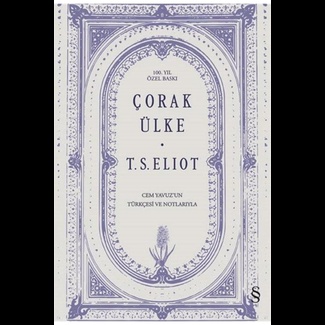 100. YIL
ÖZEL BASKI
ÇORAK
ÜLKE
T.S. ELIOT
CEM YAVUZ'UN
TÜRKÇESİ VE NOTLARIYLA